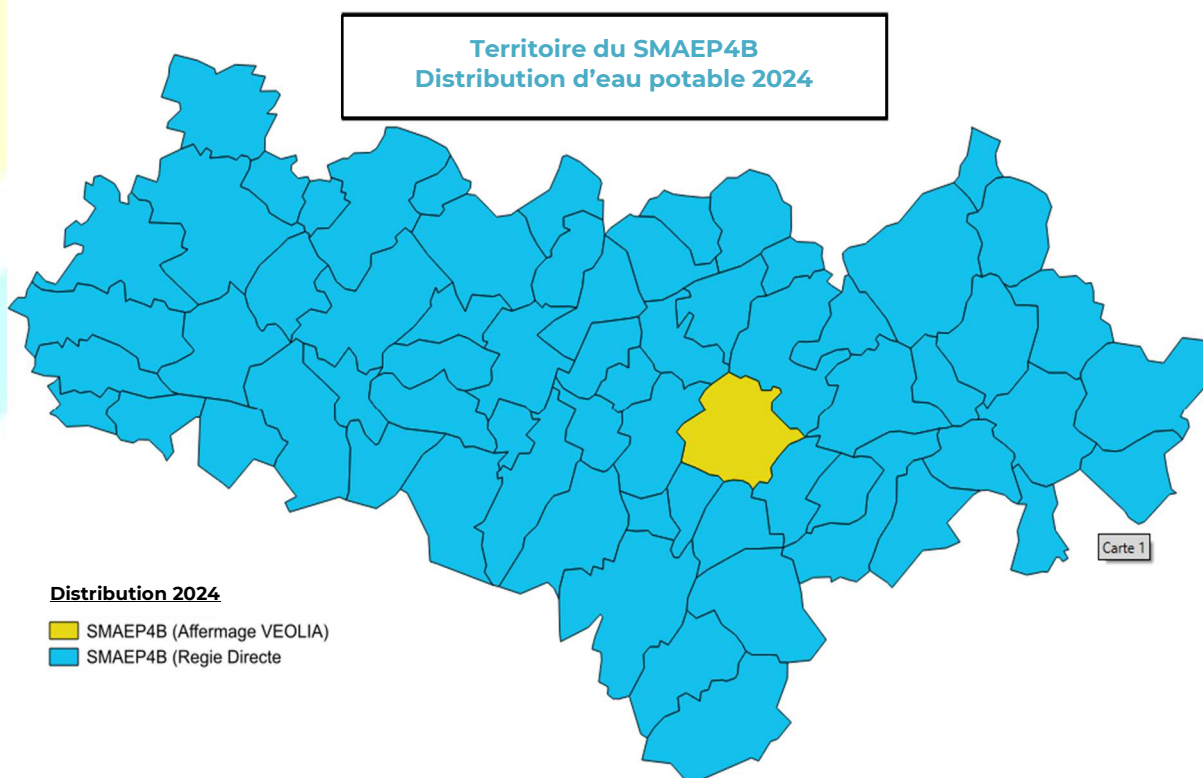 Territoire du SMAEP4B
Distribution d’eau potable 2024
Carte 1
Distribution 2024
SMAEP4B (Affermage VEOLIA)
SMAEP4B (Regie Directe